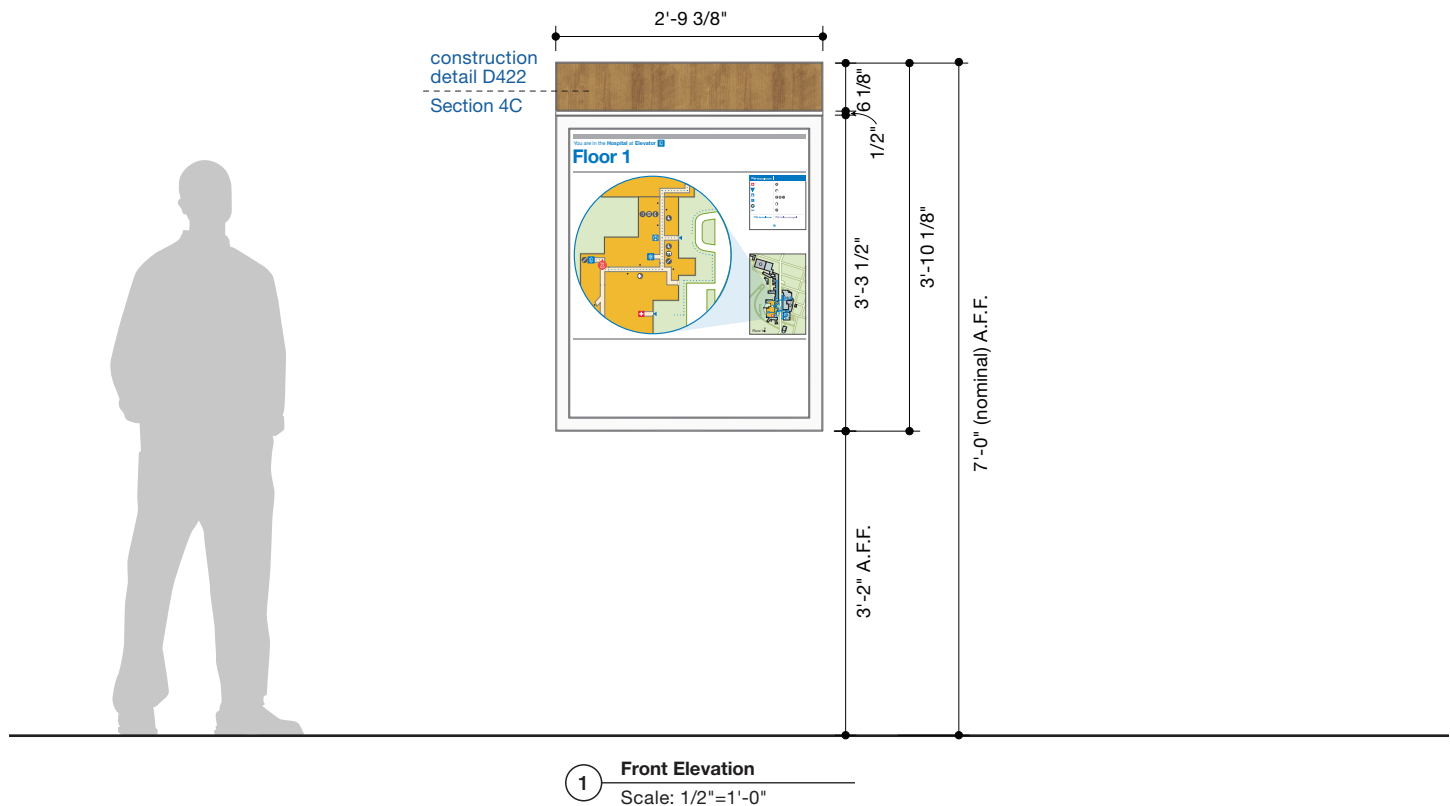 2'-9 3/8"
construction
detail D422
Section 4C
6 1/8"
1/2"
3'-3 1/2"
3'-10 1/8"
7'-0" (nominal) A.F.F.
3'-2" A.F.F.
You are in the Hospital at Elevator
Floor 1
1
Front Elevation
Scale: 1/2"=1'-0"